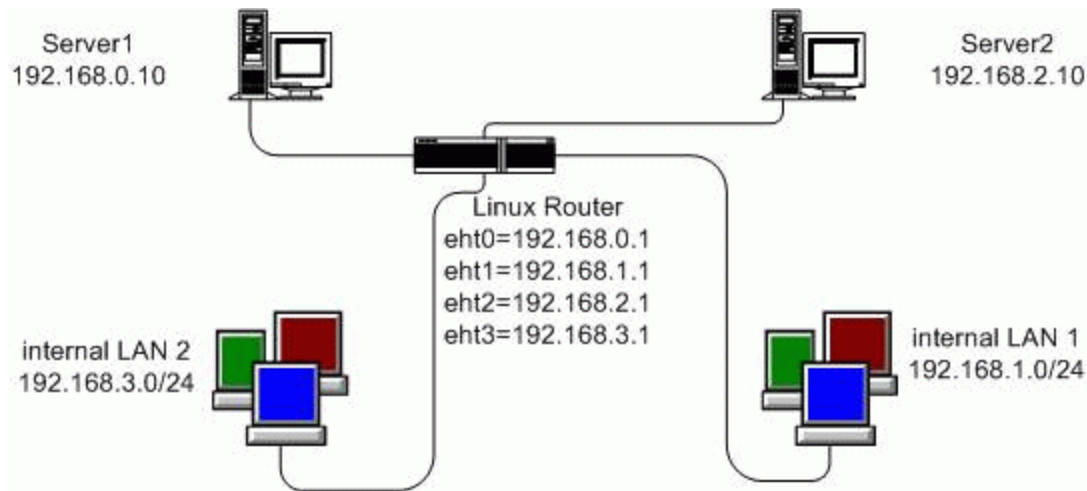 Server1
192.168.0.10
Server2
192.168.2.10
Linux Router
eht0=192.168.0.1
eht1=192.168.1.1
eht2=192.168.2.1
eht3=192.168.3.1
internal LAN 2
192.168.3.0/24
internal LAN 1
192.168.1.0/24